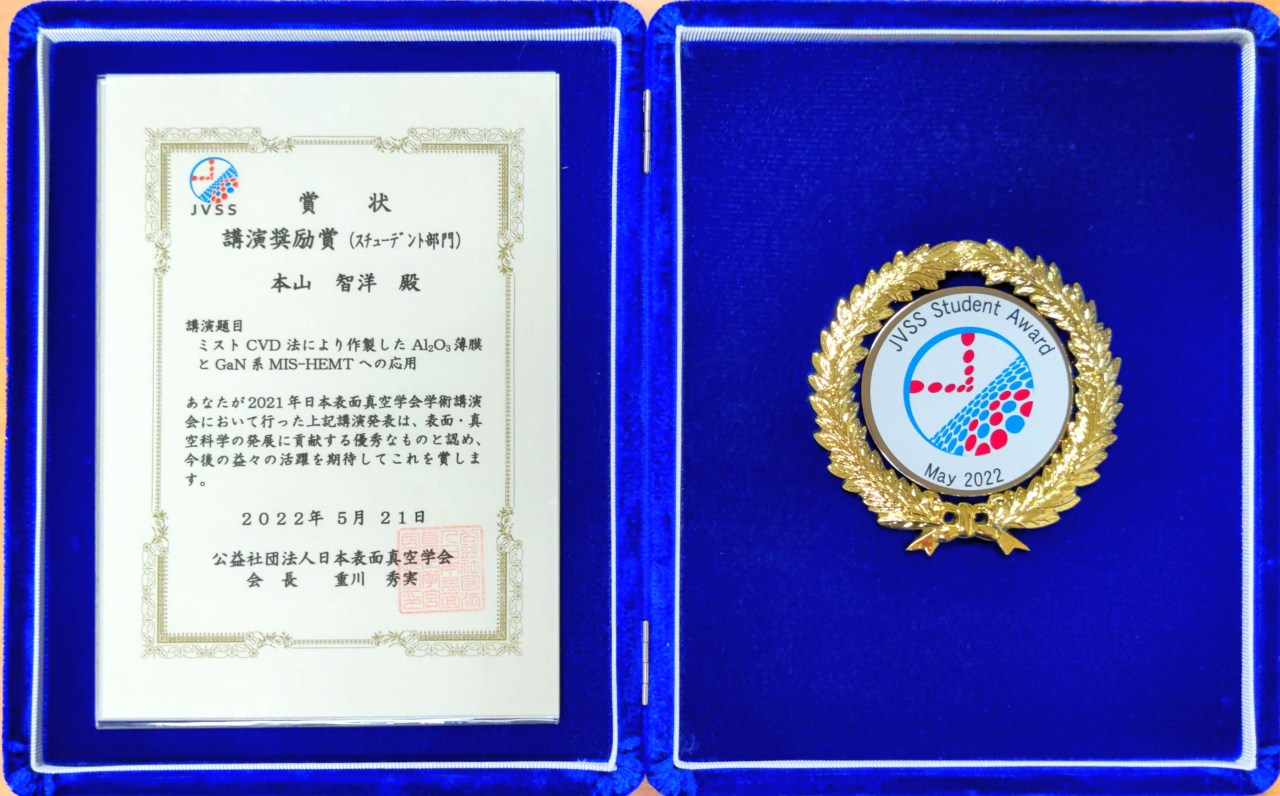 JVSS
賞 状
講演奨励賞(スチューデント部門)
本山 智洋 殿
講演題目
ミスト CVD 法により作製した Al₂O₃ 薄膜
と GaN 系 MIS-HEMT への応用
あなたが2021年日本表面真空学会学術講演
会において行った上記講演発表は、表面・真
空科学の発展に貢献する優秀なものと認め、
今後の益々の活躍を期待してこれを賞しま
す。
2022年 5月 21日
公益社団法人日本表面真空学会
会 長 重川 秀実
JVSS Student Award
May 2022